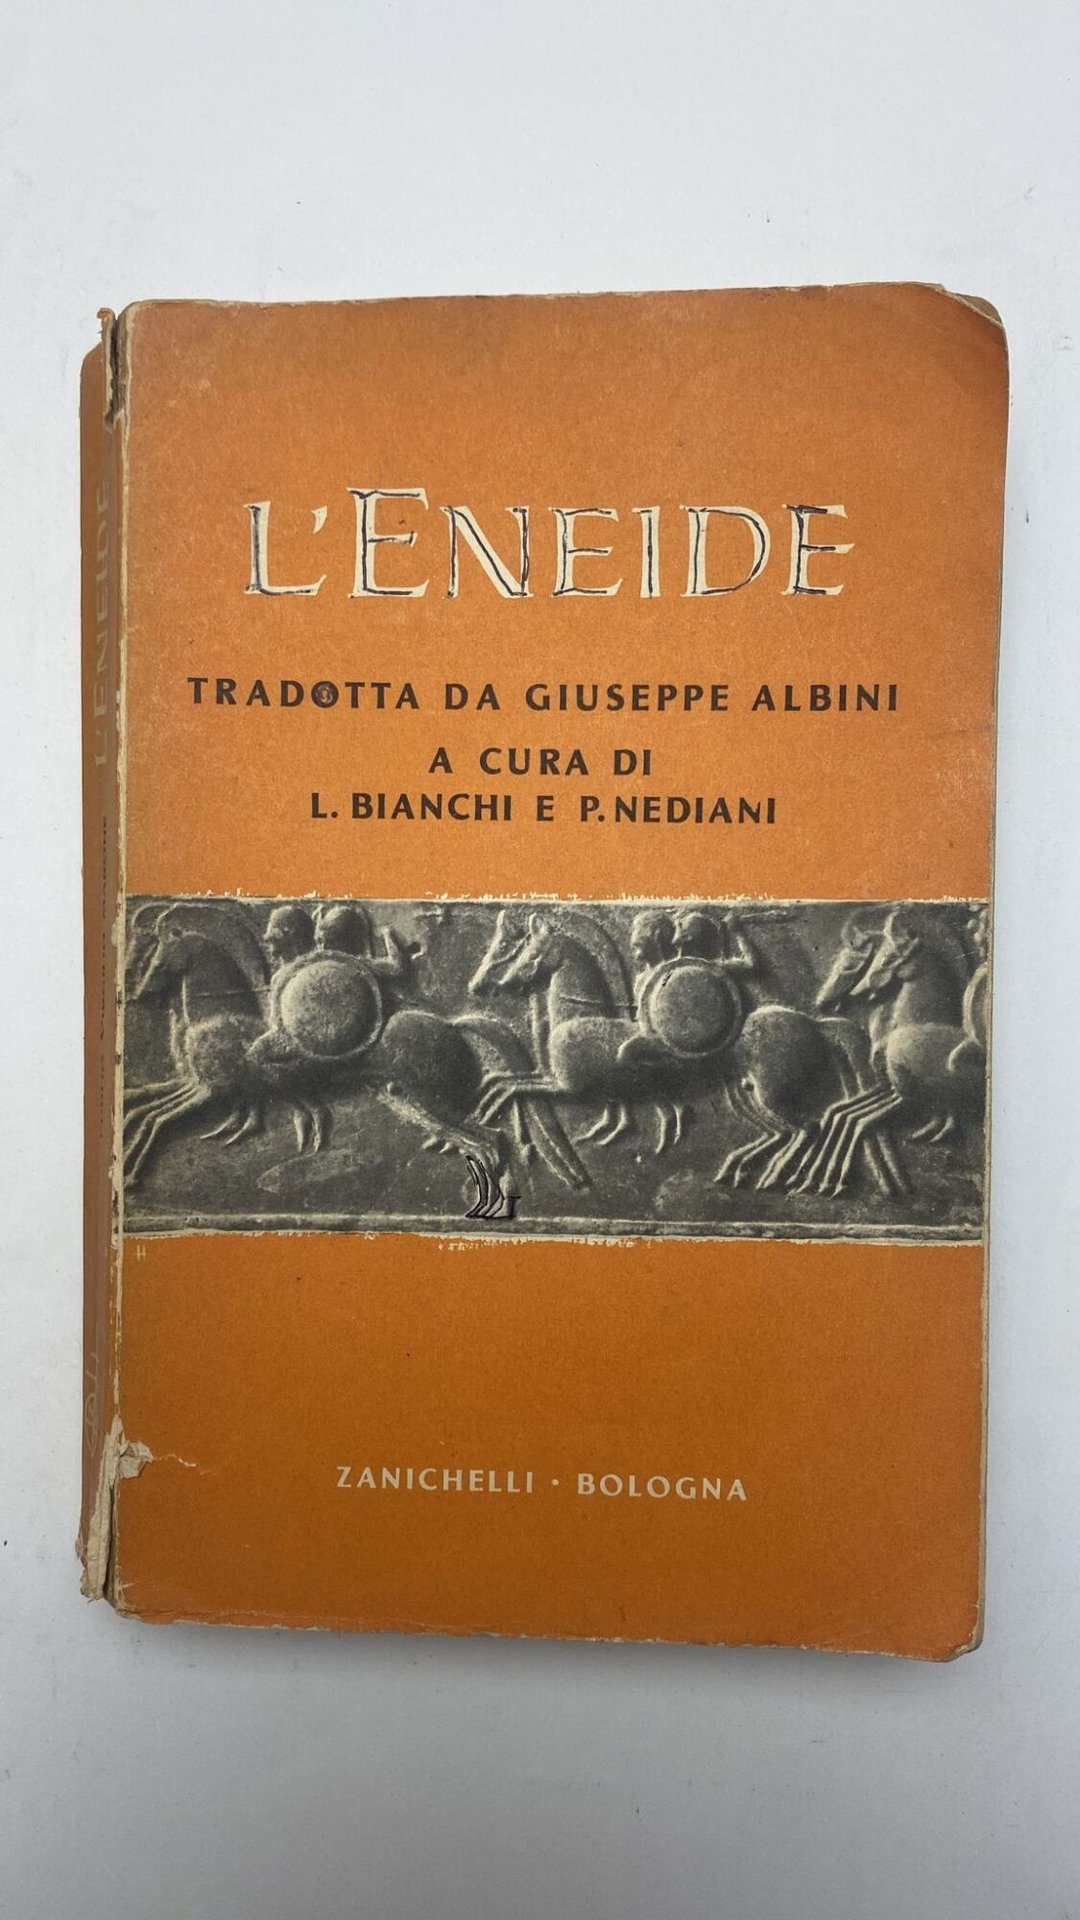 L'ENEIDE
TRADOTTA DA GIUSEPPE ALBINI
A CURA DI
L. BIANCHI E P. NEDIANI
H
ZANICHELLI · BOLOGNA
L'ENEIDE